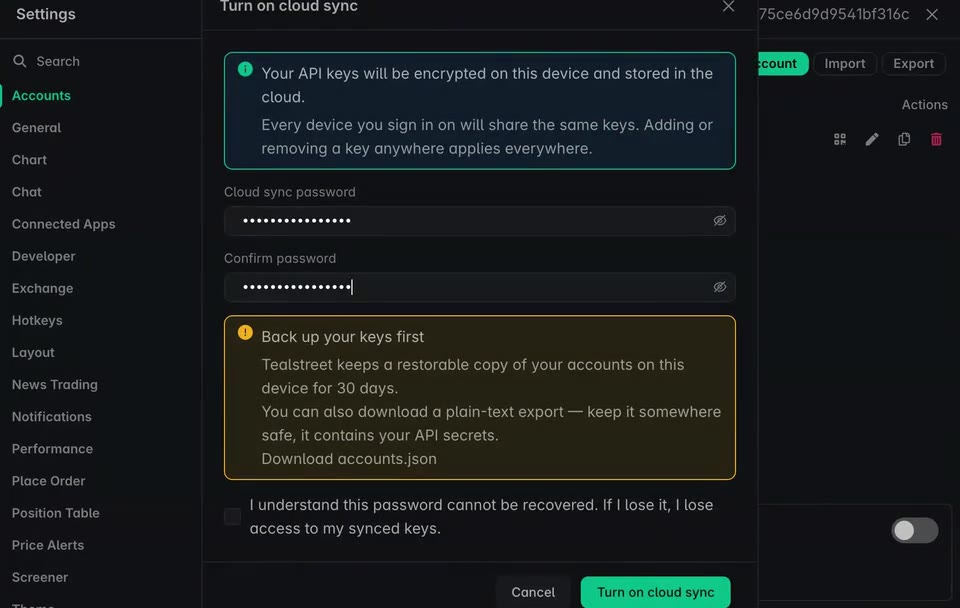 Settings
Turn on cloud sync
75ce6d9d9541bf316c
Search
Accounts
General
Chart
Chat
Connected Apps
Developer
Exchange
Hotkeys
Layout
News Trading
Notifications
Performance
Place Order
Position Table
Price Alerts
Screener
Your API keys will be encrypted on this device and stored in the
cloud.
Every device you sign in on will share the same keys. Adding or
removing a key anywhere applies everywhere.
Cloud sync password
••••••••••••••••
Confirm password
••••••••••••••••
Back up your keys first
Tealstreet keeps a restorable copy of your accounts on this
device for 30 days.
You can also download a plain-text export — keep it somewhere
safe, it contains your API secrets.
Download accounts.json
I understand this password cannot be recovered. If I lose it, I lose
access to my synced keys.
Cancel
Turn on cloud sync
count
Import
Export
Actions